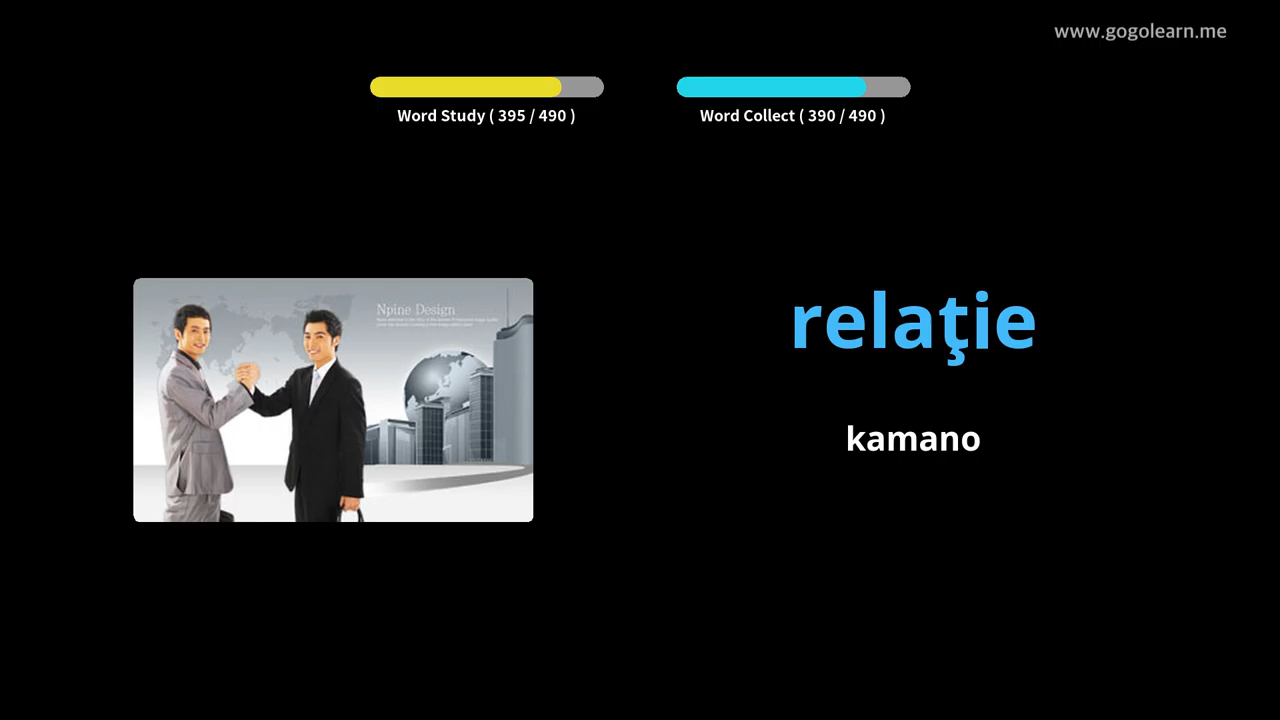 www.gogolearn.me
Word Study ( 395 / 490 )
Word Collect ( 390 / 490 )
Npine Design
relaţie
kamano